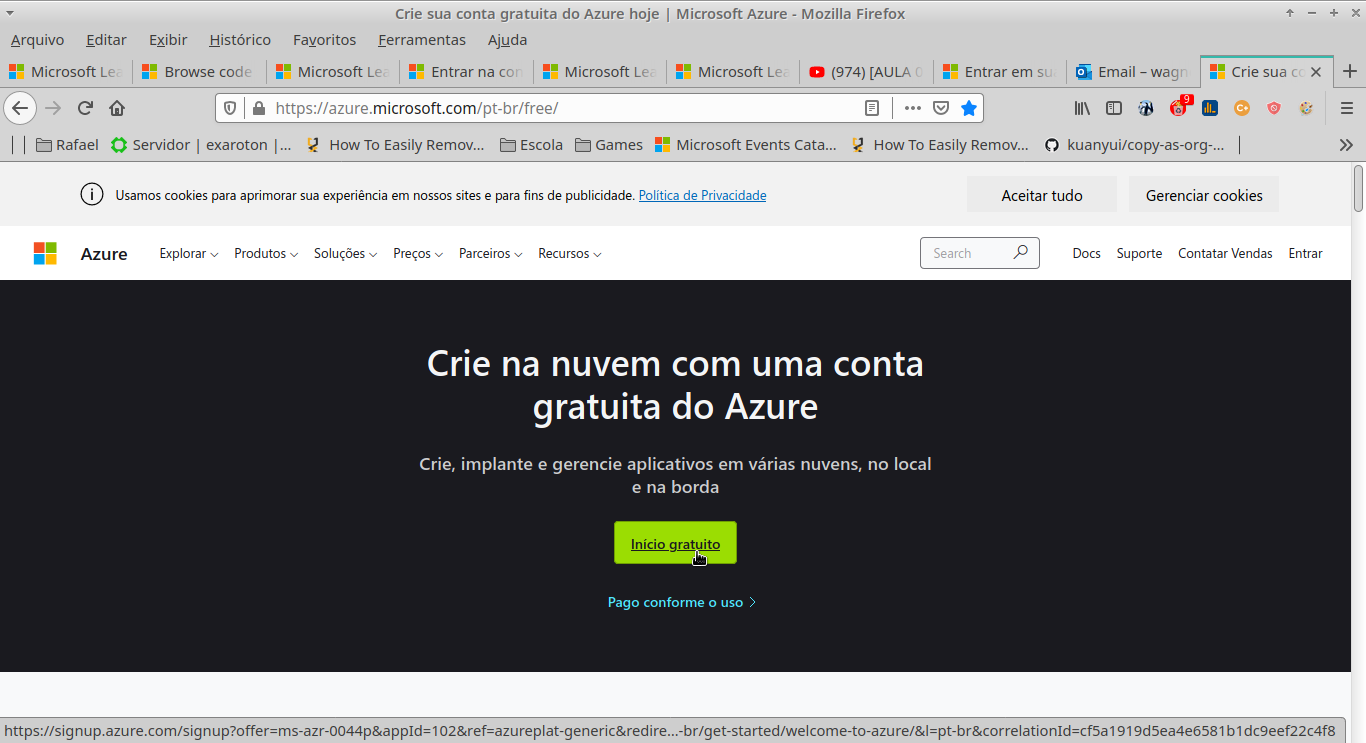 Crie sua conta gratuita do Azure hoje | Microsoft Azure - Mozilla Firefox
Arquivo Editar Exibir Histórico Favoritos Ferramentas Ajuda
Microsoft Lea Browse code Microsoft Lea Entrar na con Microsoft Lea Microsoft Lea (974) [AULA 0 Entrar em su Email – wagn Crie sua co
https://azure.microsoft.com/pt-br/free/
9
Rafael Servidor | exaroton |... How To Easily Remov... Escola Games Microsoft Events Cata... How To Easily Remov... kuanyui/copy-as-org-...
Usamos cookies para aprimorar sua experiência em nossos sites e para fins de publicidade. Política de Privacidade Aceitar tudo Gerenciar cookies
Azure Explorar Produtos Soluções Preços Parceiros Recursos Search Docs Suporte Contatar Vendas Entrar
Crie na nuvem com uma conta
gratuita do Azure
Crie, implante e gerencie aplicativos em várias nuvens, no local
e na borda
Início gratuito
Pago conforme o uso
https://signup.azure.com/signup?offer=ms-azr-0044p&appId=102&ref=azureplat-generic&redire...-br/get-started/welcome-to-azure/&l=pt-br&correlationId=cf5a1919d5ea4e6581b1dc9eef22c4f8